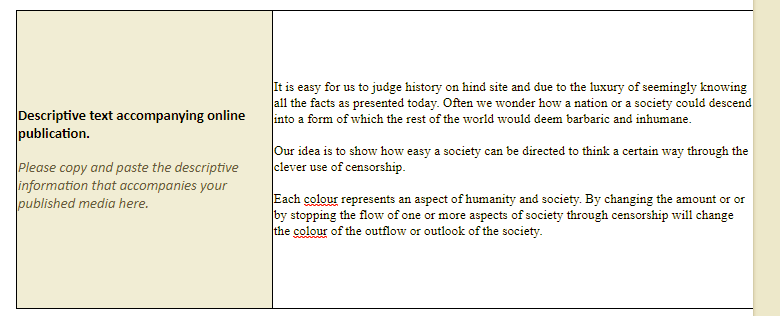 Descriptive text accompanying online
publication.
Please copy and paste the descriptive
information that accompanies your
published media here.
It is easy for us to judge history on hind site and due to the luxury of seemingly knowing
all the facts as presented today. Often we wonder how a nation or a society could descend
into a form of which the rest of the world would deem barbaric and inhumane.
Our idea is to show how easy a society can be directed to think a certain way through the
clever use of censorship.
Each colour represents an aspect of humanity and society. By changing the amount or or
by stopping the flow of one or more aspects of society through censorship will change
the colour of the outflow or outlook of the society.